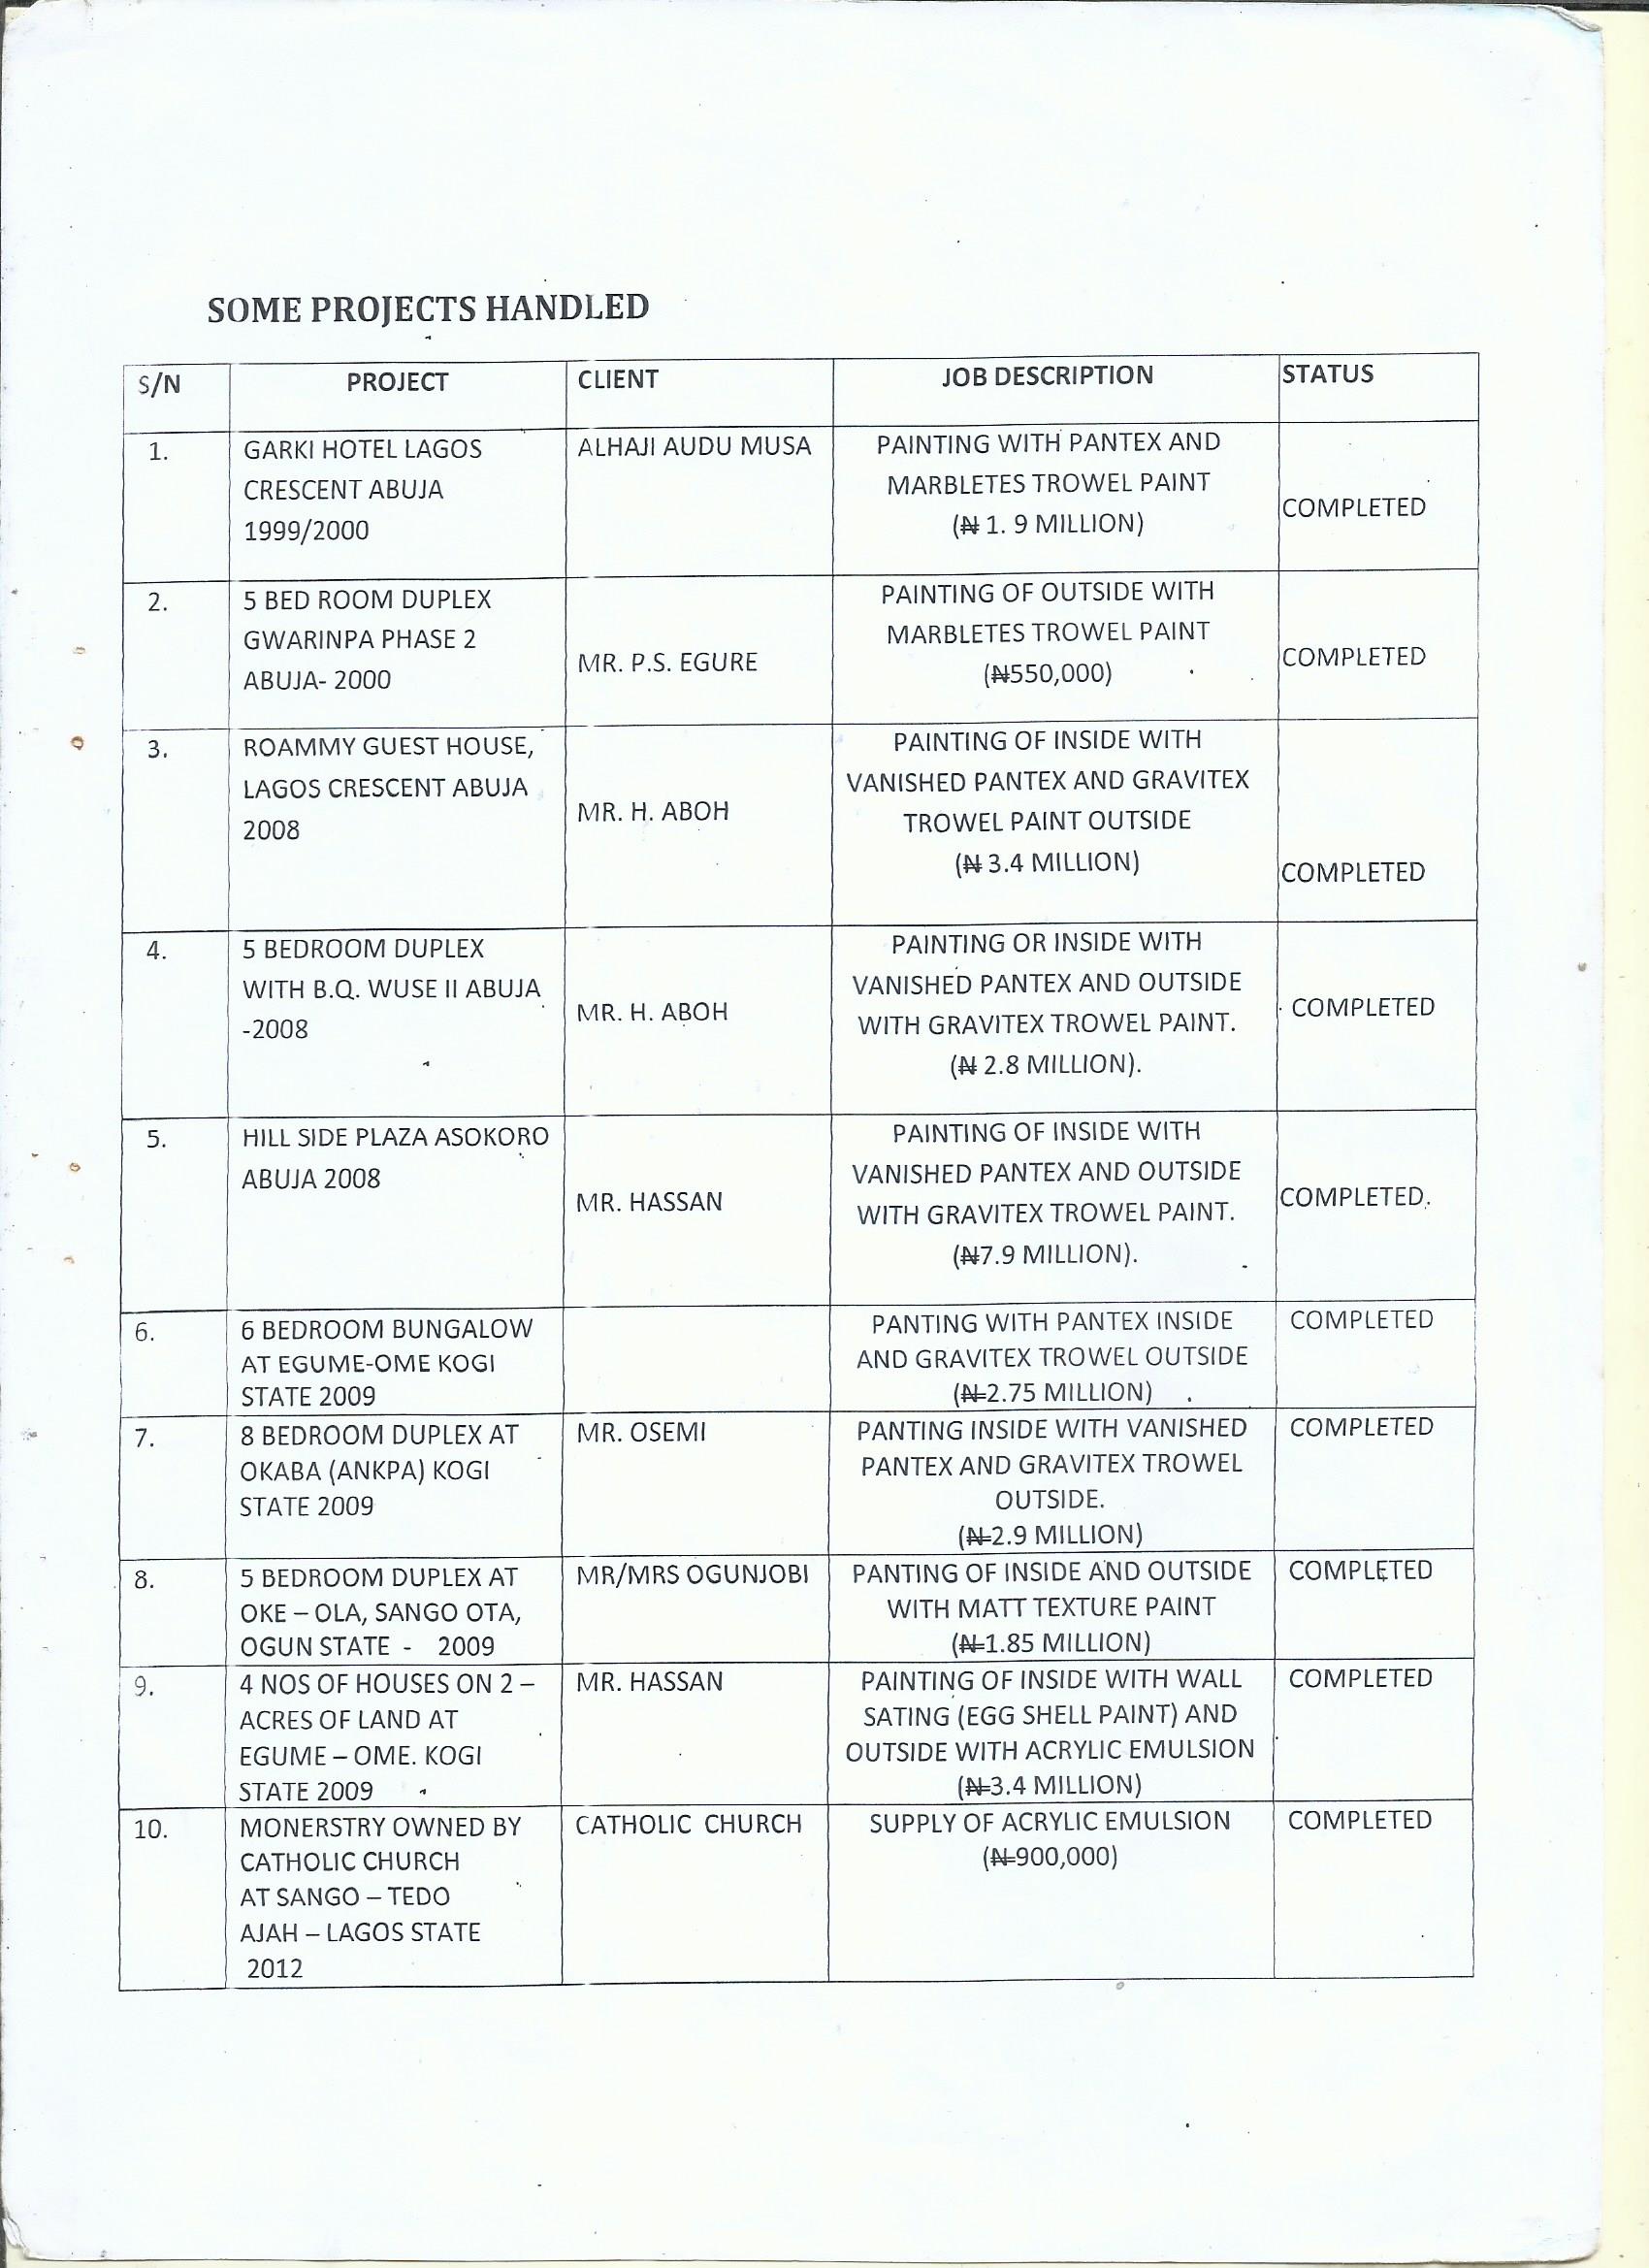 SOME PROJECTS HANDLED
S/N
PROJECT
CLIENT
JOB DESCRIPTION
STATUS
1.
GARKI HOTEL LAGOS
CRESCENT ABUJA
1999/2000
ALHAJI AUDU MUSA
PAINTING WITH PANTEX AND
MARBLETES TROWEL PAINT
(₦ 1. 9 MILLION)
COMPLETED
2.
5 BED ROOM DUPLEX
GWARINPA PHASE 2
ABUJA- 2000
MR. P.S. EGURE
PAINTING OF OUTSIDE WITH
MARBLETES TROWEL PAINT
(₦550,000)
COMPLETED
3.
ROAMMY GUEST HOUSE,
LAGOS CRESCENT ABUJA
2008
MR. H. ABOH
PAINTING OF INSIDE WITH
VANISHED PANTEX AND GRAVITEX
TROWEL PAINT OUTSIDE
(₦ 3.4 MILLION)
COMPLETED
4.
5 BEDROOM DUPLEX
WITH B.Q. WUSE II ABUJA
-2008
MR. H. ABOH
PAINTING OR INSIDE WITH
VANISHED PANTEX AND OUTSIDE
WITH GRAVITEX TROWEL PAINT.
(₦ 2.8 MILLION).
COMPLETED
5.
HILL SIDE PLAZA ASOKORO
ABUJA 2008
MR. HASSAN
PAINTING OF INSIDE WITH
VANISHED PANTEX AND OUTSIDE
WITH GRAVITEX TROWEL PAINT.
(₦7.9 MILLION).
COMPLETED.
6.
6 BEDROOM BUNGALOW
AT EGUME-OME KOGI
STATE 2009
PANTING WITH PANTEX INSIDE
AND GRAVITEX TROWEL OUTSIDE
(₦2.75 MILLION)
COMPLETED
7.
8 BEDROOM DUPLEX AT
OKABA (ANKPA) KOGI
STATE 2009
MR. OSEMI
PANTING INSIDE WITH VANISHED
PANTEX AND GRAVITEX TROWEL
OUTSIDE.
(₦2.9 MILLION)
COMPLETED
8.
5 BEDROOM DUPLEX AT
OKE – OLA, SANGO OTA,
OGUN STATE - 2009
MR/MRS OGUNJOBI
PANTING OF INSIDE AND OUTSIDE
WITH MATT TEXTURE PAINT
(₦1.85 MILLION)
COMPLETED
9.
4 NOS OF HOUSES ON 2 –
ACRES OF LAND AT
EGUME – OME. KOGI
STATE 2009
MR. HASSAN
PAINTING OF INSIDE WITH WALL
SATING (EGG SHELL PAINT) AND
OUTSIDE WITH ACRYLIC EMULSION
(₦3.4 MILLION)
COMPLETED
10.
MONERSTRY OWNED BY
CATHOLIC CHURCH
AT SANGO – TEDO
AJAH – LAGOS STATE
2012
CATHOLIC CHURCH
SUPPLY OF ACRYLIC EMULSION
(₦900,000)
COMPLETED